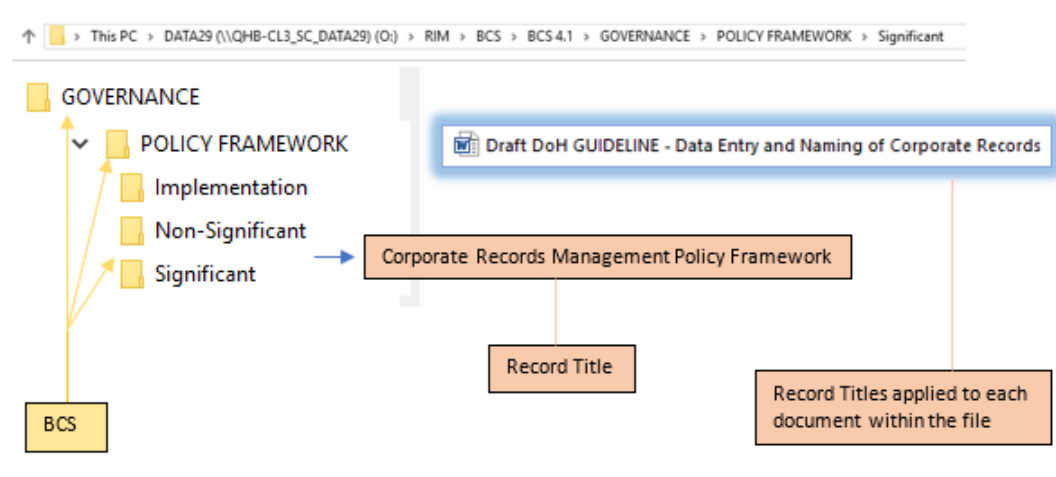 This PC > DATA29 (\\QHB-CL3_SC_DATA29) (O:) > RIM > BCS > BCS 4.1 > GOVERNANCE > POLICY FRAMEWORK > Significant
GOVERNANCE
POLICY FRAMEWORK
Draft DoH GUIDELINE - Data Entry and Naming of Corporate Records
Implementation
Non-Significant
Significant
Corporate Records Management Policy Framework
Record Title
Record Titles applied to each
document within the file
BCS